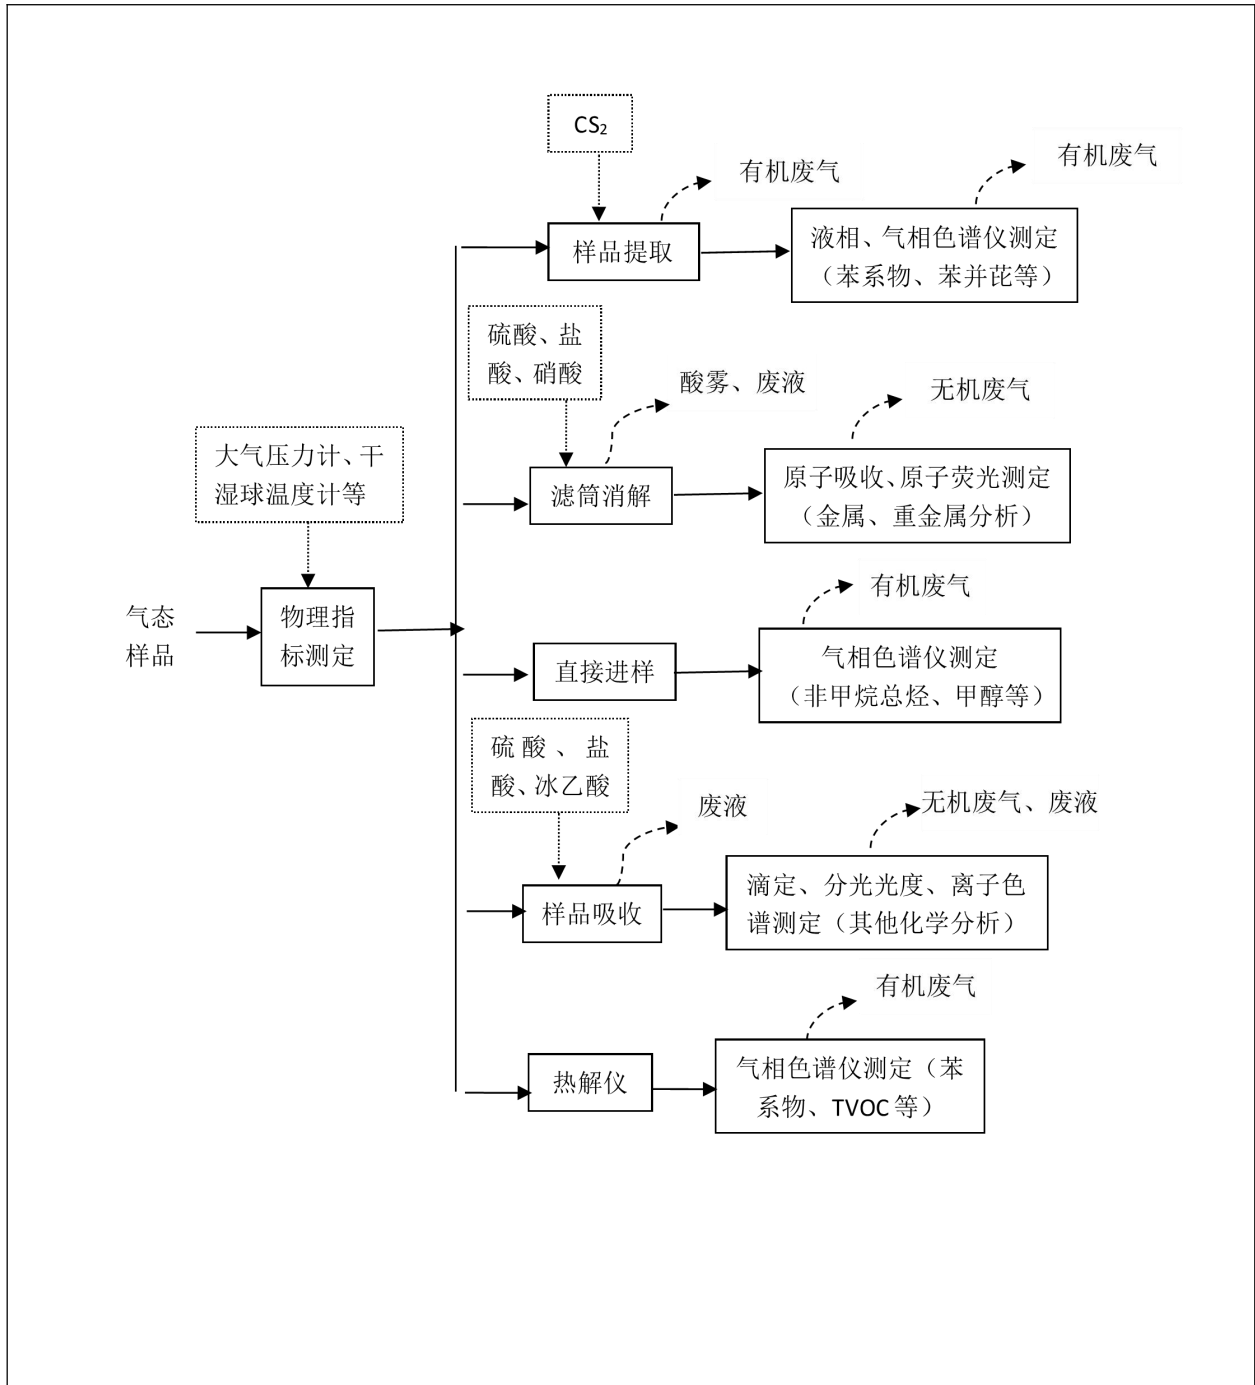 CS₂
有机废气
有机废气
样品提取
液相、气相色谱仪测定
（苯系物、苯并芘等）
硫酸、盐
酸、硝酸
酸雾、废液
无机废气
大气压力计、干
湿球温度计等
滤筒消解
原子吸收、原子荧光测定
（金属、重金属分析）
有机废气
气态
样品
物理指
标测定
直接进样
气相色谱仪测定
（非甲烷总烃、甲醇等）
硫酸、盐
酸、冰乙酸
废液
无机废气、废液
样品吸收
滴定、分光光度、离子色
谱测定（其他化学分析）
有机废气
热解仪
气相色谱仪测定（苯
系物、TVOC 等）